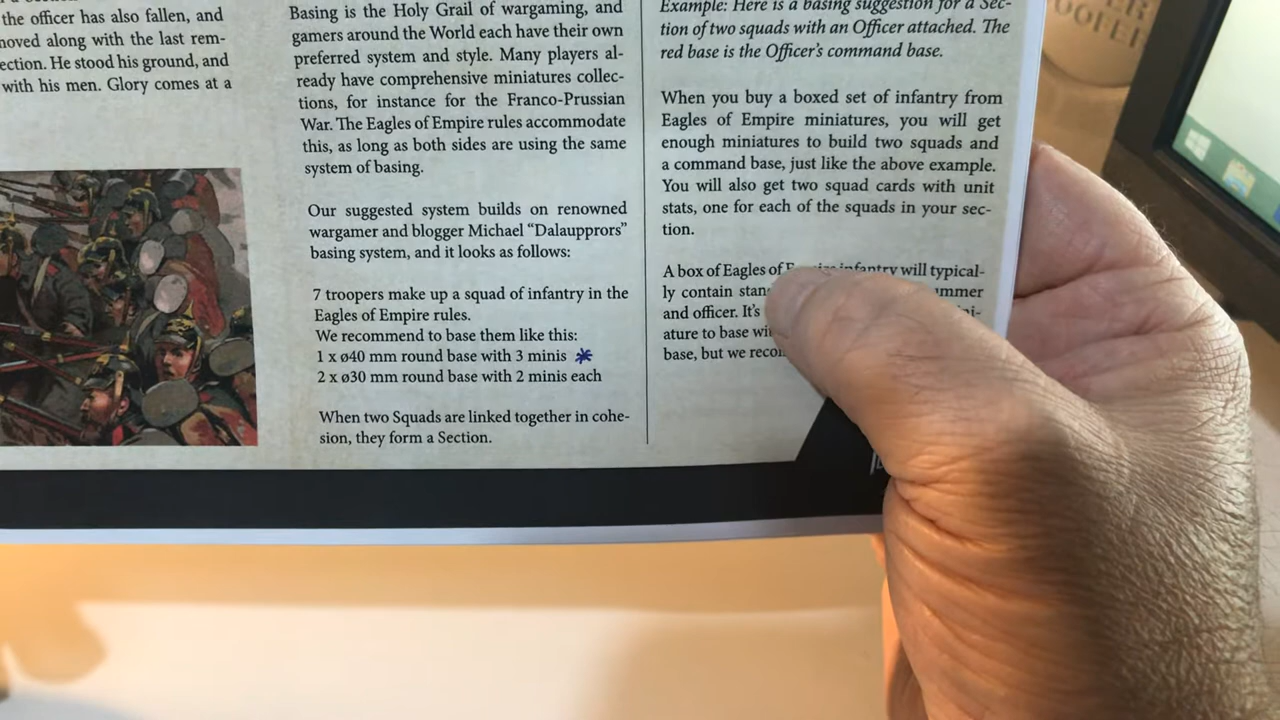 the officer has also fallen, and
moved along with the last rem-
ection. He stood his ground, and
with his men. Glory comes at a
Basing is the Holy Grail of wargaming, and
gamers around the World each have their own
preferred system and style. Many players al-
ready have comprehensive miniatures collec-
tions, for instance for the Franco-Prussian
War. The Eagles of Empire rules accommodate
this, as long as both sides are using the same
system of basing.
Our suggested system builds on renowned
wargamer and blogger Michael “Dalauppror­s”
basing system, and it looks as follows:
7 troopers make up a squad of infantry in the
Eagles of Empire rules.
We recommend to base them like this:
1 x ø40 mm round base with 3 minis *
2 x ø30 mm round base with 2 minis each
When two Squads are linked together in cohe-
sion, they form a Section.
Example: Here is a basing suggestion for a Sec-
tion of two squads with an Officer attached. The
red base is the Officer’s command base.
When you buy a boxed set of infantry from
Eagles of Empire miniatures, you will get
enough miniatures to build two squads and
a command base, just like the above example.
You will also get two squad cards with unit
stats, one for each of the squads in your sec-
tion.
A box of Eagles of Empire infantry will typical-
ly contain stan
and officer. It’s
ature to base wi
base, but we reco